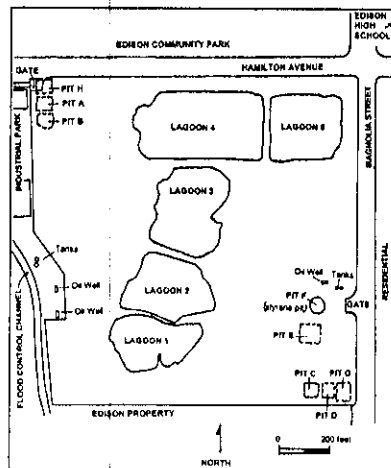 EDISON
HIGH
SCHOOL
EDISON COMMUNITY PARK
HAMILTON AVENUE
GATE
PIT H
PIT A
PIT B
INDUSTRIAL PARK
LAGOON 4
LAGOON 5
MAGNOLIA STREET
LAGOON 3
RESIDENTIAL
Tanks
Oil Well
Oil Well
FLOOD CONTROL CHANNEL
LAGOON 2
LAGOON 1
Oil Well
Tanks
PIT F
(styrene pit)
GATE
PIT E
PIT C
PIT G
PIT D
EDISON PROPERTY
NORTH
0
200 feet